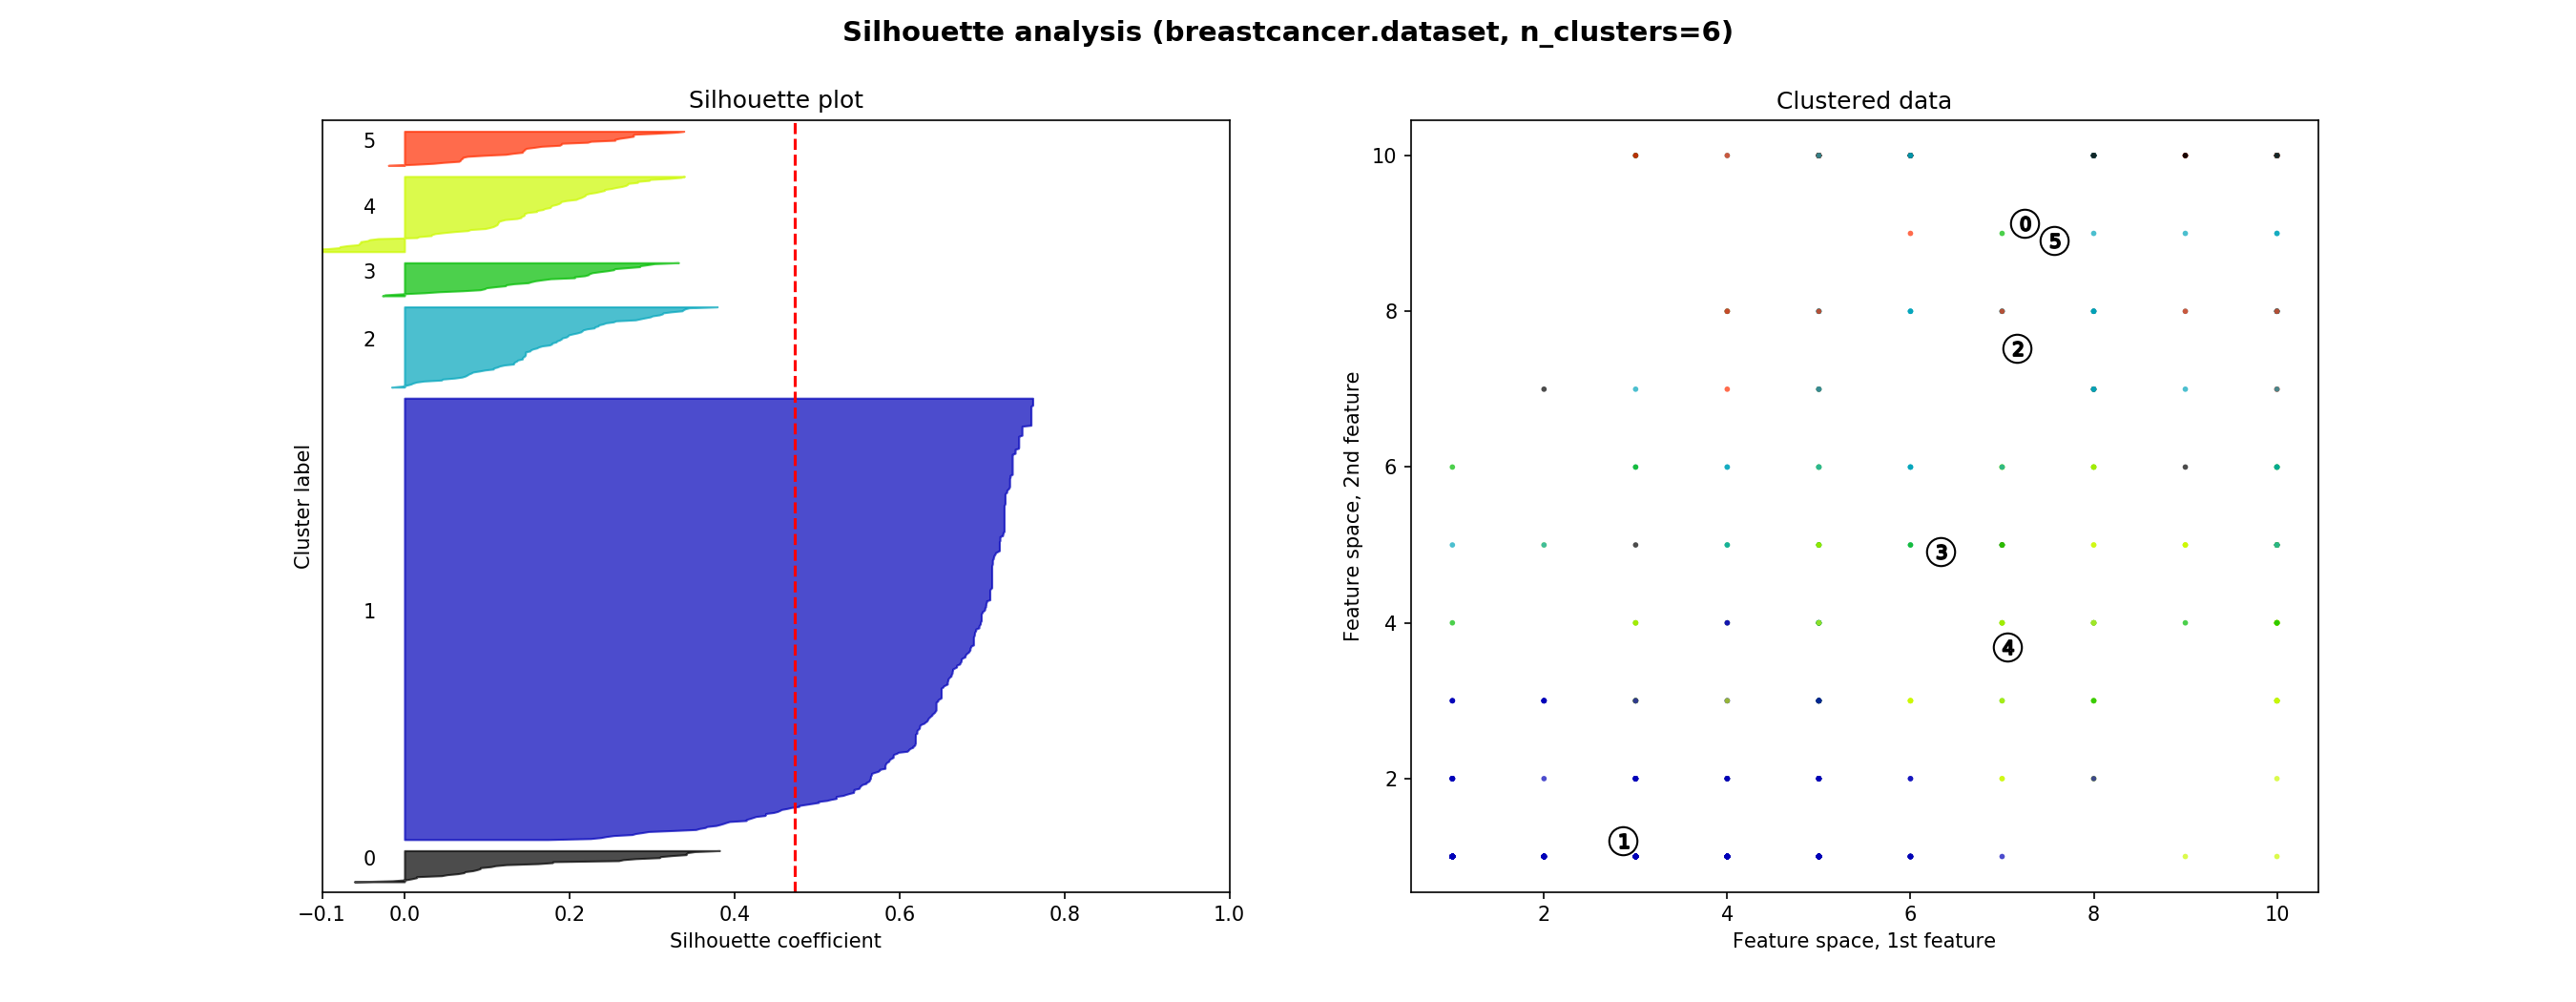 Silhouette analysis (breastcancer.dataset, n_clusters=6)
Silhouette plot
5
4
3
2
1
0
Cluster label
−0.1 0.0 0.2 0.4 0.6 0.8 1.0
Silhouette coefficient
Clustered data
10
8
6
4
2
Feature space, 2nd feature
0
5
2
3
4
1
2 4 6 8 10
Feature space, 1st feature